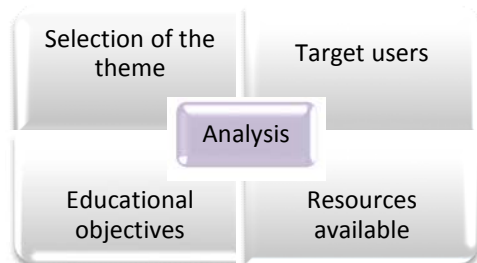 Selection of the
theme
Target users
Analysis
Educational
objectives
Resources
available